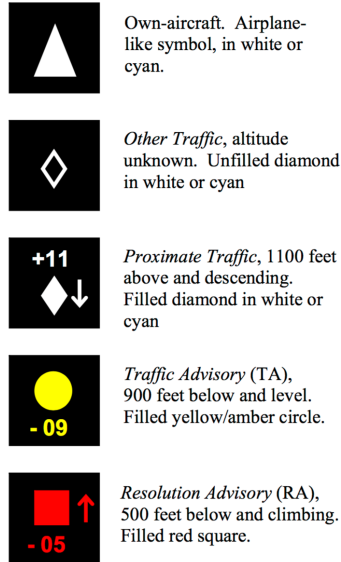 Own-aircraft. Airplane-
like symbol, in white or
cyan.
Other Traffic, altitude
unknown. Unfilled diamond
in white or cyan
+11
Proximate Traffic, 1100 feet
above and descending.
Filled diamond in white or
cyan
Traffic Advisory (TA),
900 feet below and level.
Filled yellow/amber circle.
- 09
Resolution Advisory (RA),
500 feet below and climbing.
Filled red square.
- 05